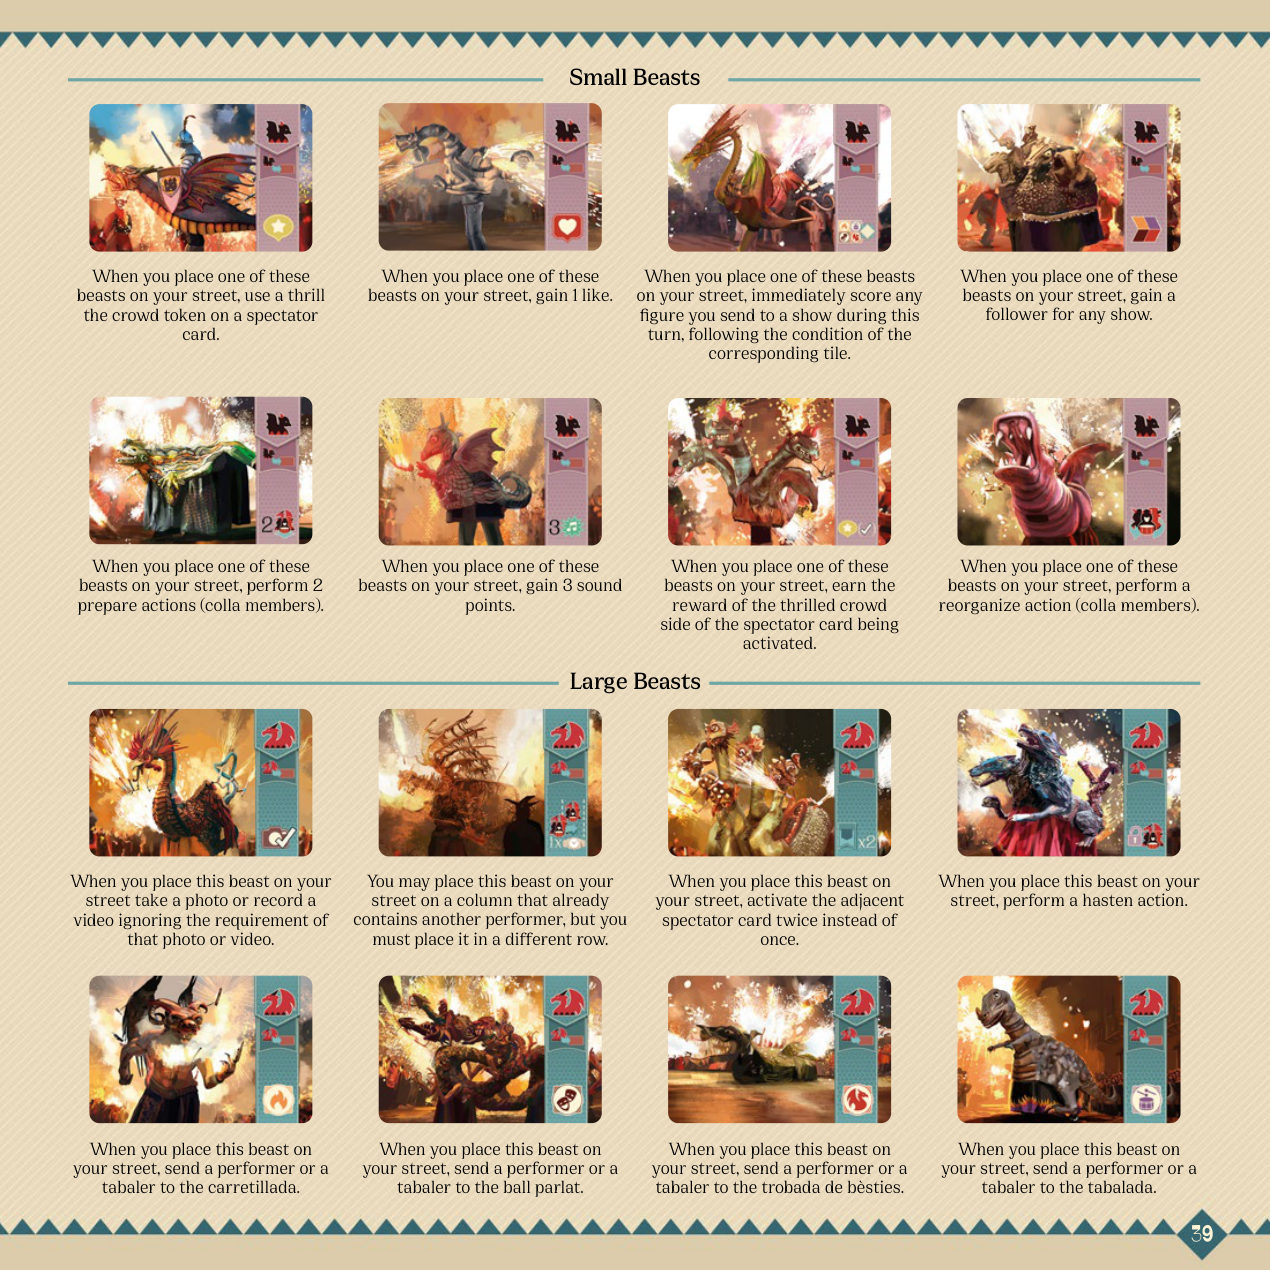 Small Beasts
When you place one of these
beasts on your street, use a thrill
the crowd token on a spectator
card.
When you place one of these
beasts on your street, gain 1 like.
When you place one of these beasts
on your street, immediately score any
figure you send to a show during this
turn, following the condition of the
corresponding tile.
When you place one of these
beasts on your street, gain a
follower for any show.
2
When you place one of these
beasts on your street, perform 2
prepare actions (colla members).
3
When you place one of these
beasts on your street, gain 3 sound
points.
When you place one of these
beasts on your street, earn the
reward of the thrilled crowd
side of the spectator card being
activated.
When you place one of these
beasts on your street, perform a
reorganize action (colla members).
Large Beasts
When you place this beast on your
street take a photo or record a
video ignoring the requirement of
that photo or video.
1x
You may place this beast on your
street on a column that already
contains another performer, but you
must place it in a different row.
x2
When you place this beast on
your street, activate the adjacent
spectator card twice instead of
once.
When you place this beast on your
street, perform a hasten action.
When you place this beast on
your street, send a performer or a
tabaler to the carretillada.
When you place this beast on
your street, send a performer or a
tabaler to the ball parlat.
When you place this beast on
your street, send a performer or a
tabaler to the trobada de bèsties.
When you place this beast on
your street, send a performer or a
tabaler to the tabalada.
39